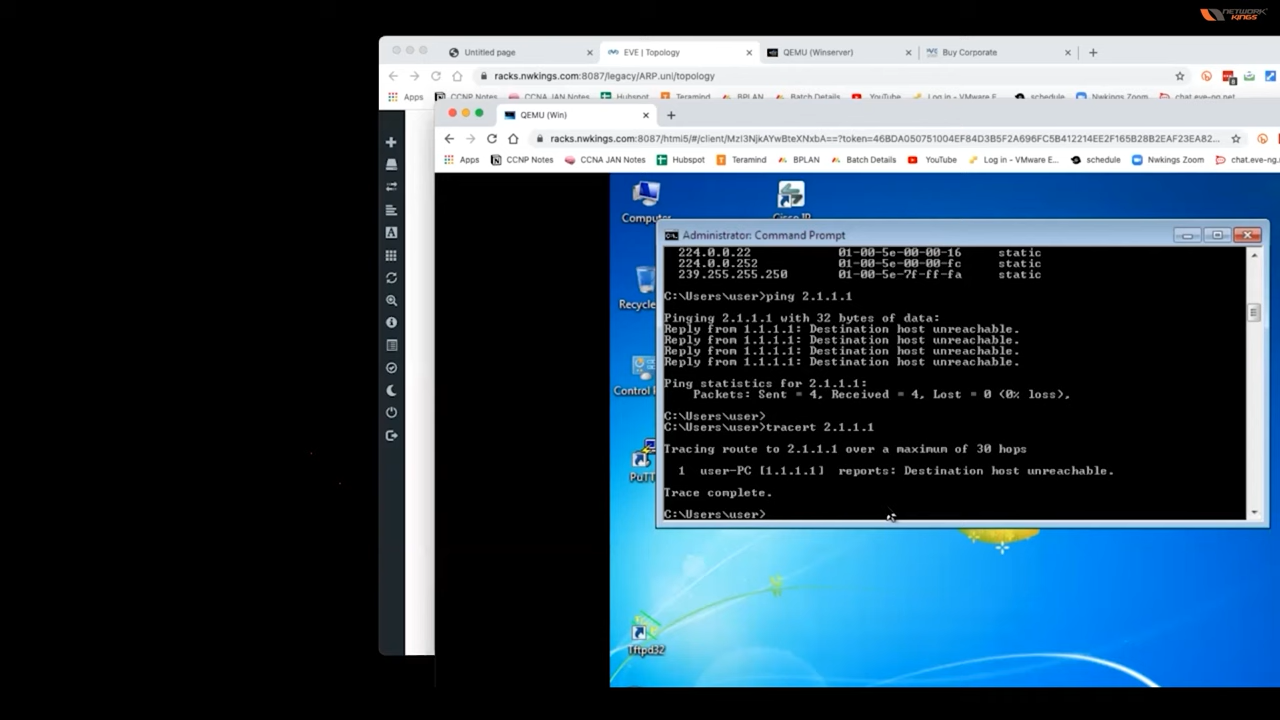 NETWORK
KINGS
Untitled page
EVE | Topology
QEMU (Winserver)
Buy Corporate
racks.nwkings.com:8087/legacy/ARP.uni/topology
Apps CCNP Notes CCNA JAN Notes Hubspot Teramind BPLAN Batch Details YouTube Log in – VMware E... schedule Nwkings Zoom chat.eve-ng.net
QEMU (Win)
Apps CCNP Notes CCNA JAN Notes Hubspot Teramind BPLAN Batch Details YouTube Log in – VMware E... schedule Nwkings Zoom chat.eve-ng.
Computer
Recycle
Control
Tftpd32
Administrator: Command Prompt
224.0.0.22 01-00-5e-00-00-16 static
224.0.0.252 01-00-5e-00-00-fc static
239.255.255.250 01-00-5e-7f-ff-fa static
C:\Users\user>ping 2.1.1.1
Pinging 2.1.1.1 with 32 bytes of data:
Reply from 1.1.1.1: Destination host unreachable.
Reply from 1.1.1.1: Destination host unreachable.
Reply from 1.1.1.1: Destination host unreachable.
Reply from 1.1.1.1: Destination host unreachable.
Ping statistics for 2.1.1.1:
Packets: Sent = 4, Received = 4, Lost = 0 (0% loss),
C:\Users\user>
C:\Users\user>tracert 2.1.1.1
Tracing route to 2.1.1.1 over a maximum of 30 hops
1 user-PC [1.1.1.1] reports: Destination host unreachable.
Trace complete.
C:\Users\user>